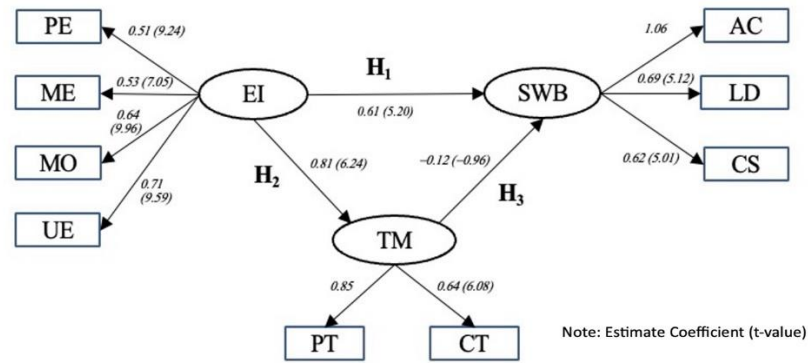 PE
0.51 (9.24)
1.06
AC
H1
ME
0.53 (7.05)
EI
SWB
0.69 (5.12)
LD
0.61 (5.20)
0.64
(9.96)
MO
0.81 (6.24)
−0.12 (−0.96)
0.62 (5.01)
CS
H2
H3
0.71
(9.59)
UE
TM
0.85
0.64 (6.08)
PT
CT
Note: Estimate Coefficient (t-value)